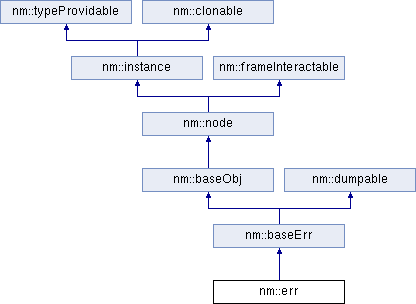 nm::typeProvidable
nm::clonable
nm::instance
nm::frameInteractable
nm::node
nm::baseObj
nm::dumpable
nm::baseErr
nm::err